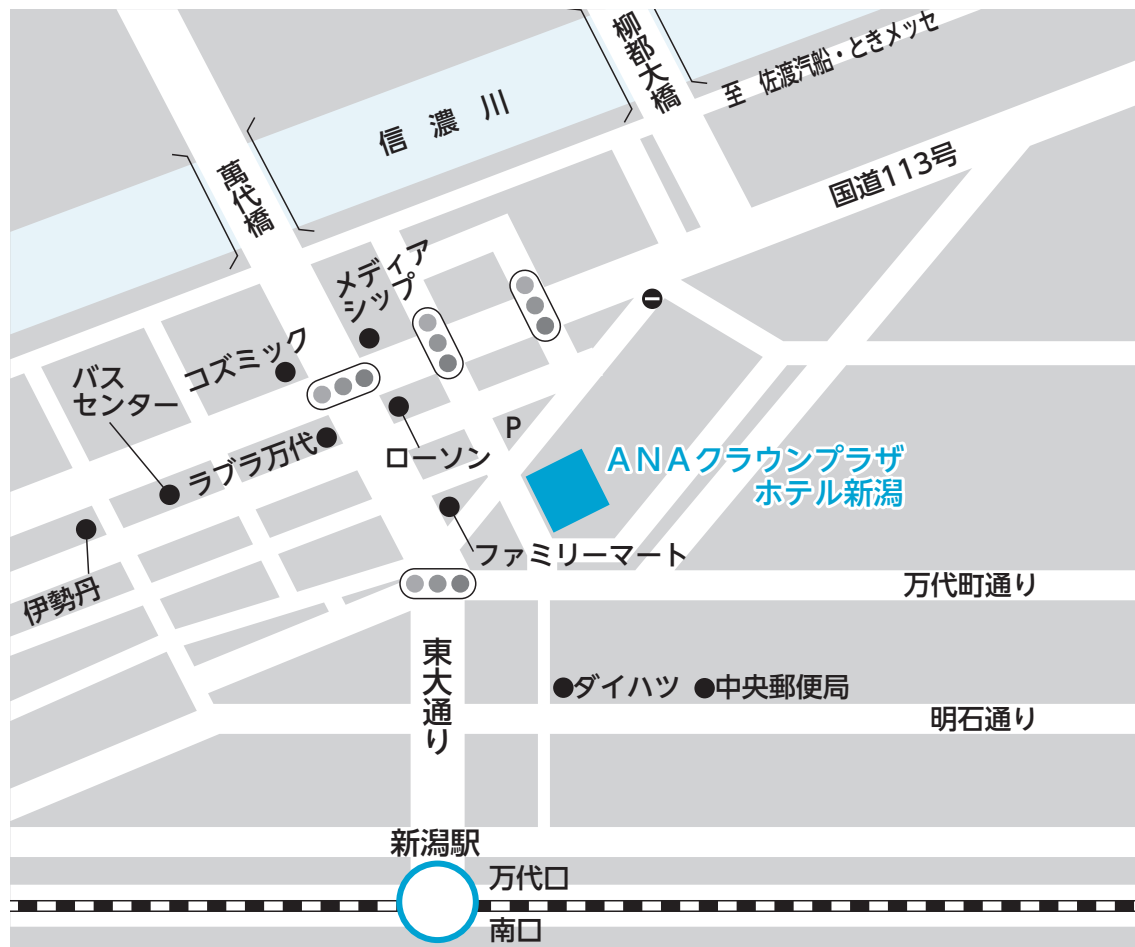 柳都大橋
至 佐渡汽船・ときメッセ
信濃川
国道113号
萬代橋
メディア
シップ
コズミック
バス
センター
ローソン
P
ラブラ万代
ANAクラウンプラザ
ホテル新潟
ファミリーマート
伊勢丹
万代町通り
東大通り
ダイハツ
中央郵便局
明石通り
新潟駅
万代口
南口